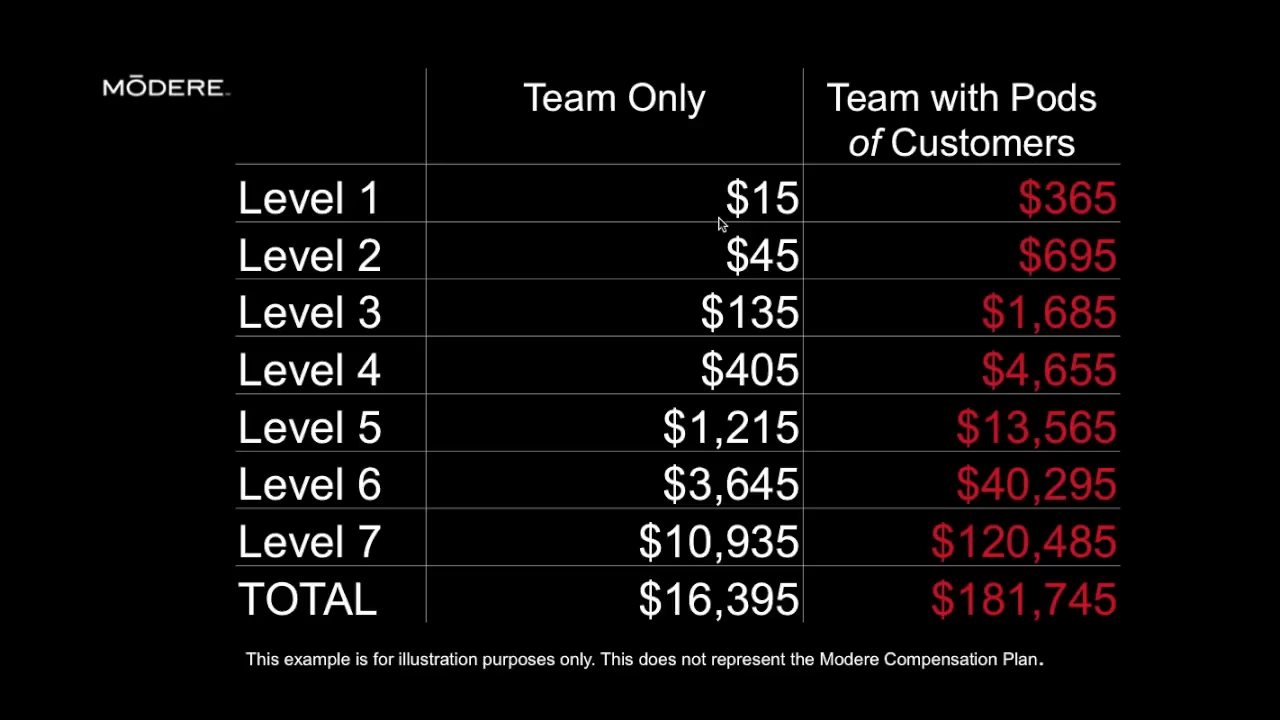 MŌDERE™
Team Only
Team with Pods
of Customers
Level 1 $15 $365
Level 2 $45 $695
Level 3 $135 $1,685
Level 4 $405 $4,655
Level 5 $1,215 $13,565
Level 6 $3,645 $40,295
Level 7 $10,935 $120,485
TOTAL $16,395 $181,745
This example is for illustration purposes only. This does not represent the Modere Compensation Plan.